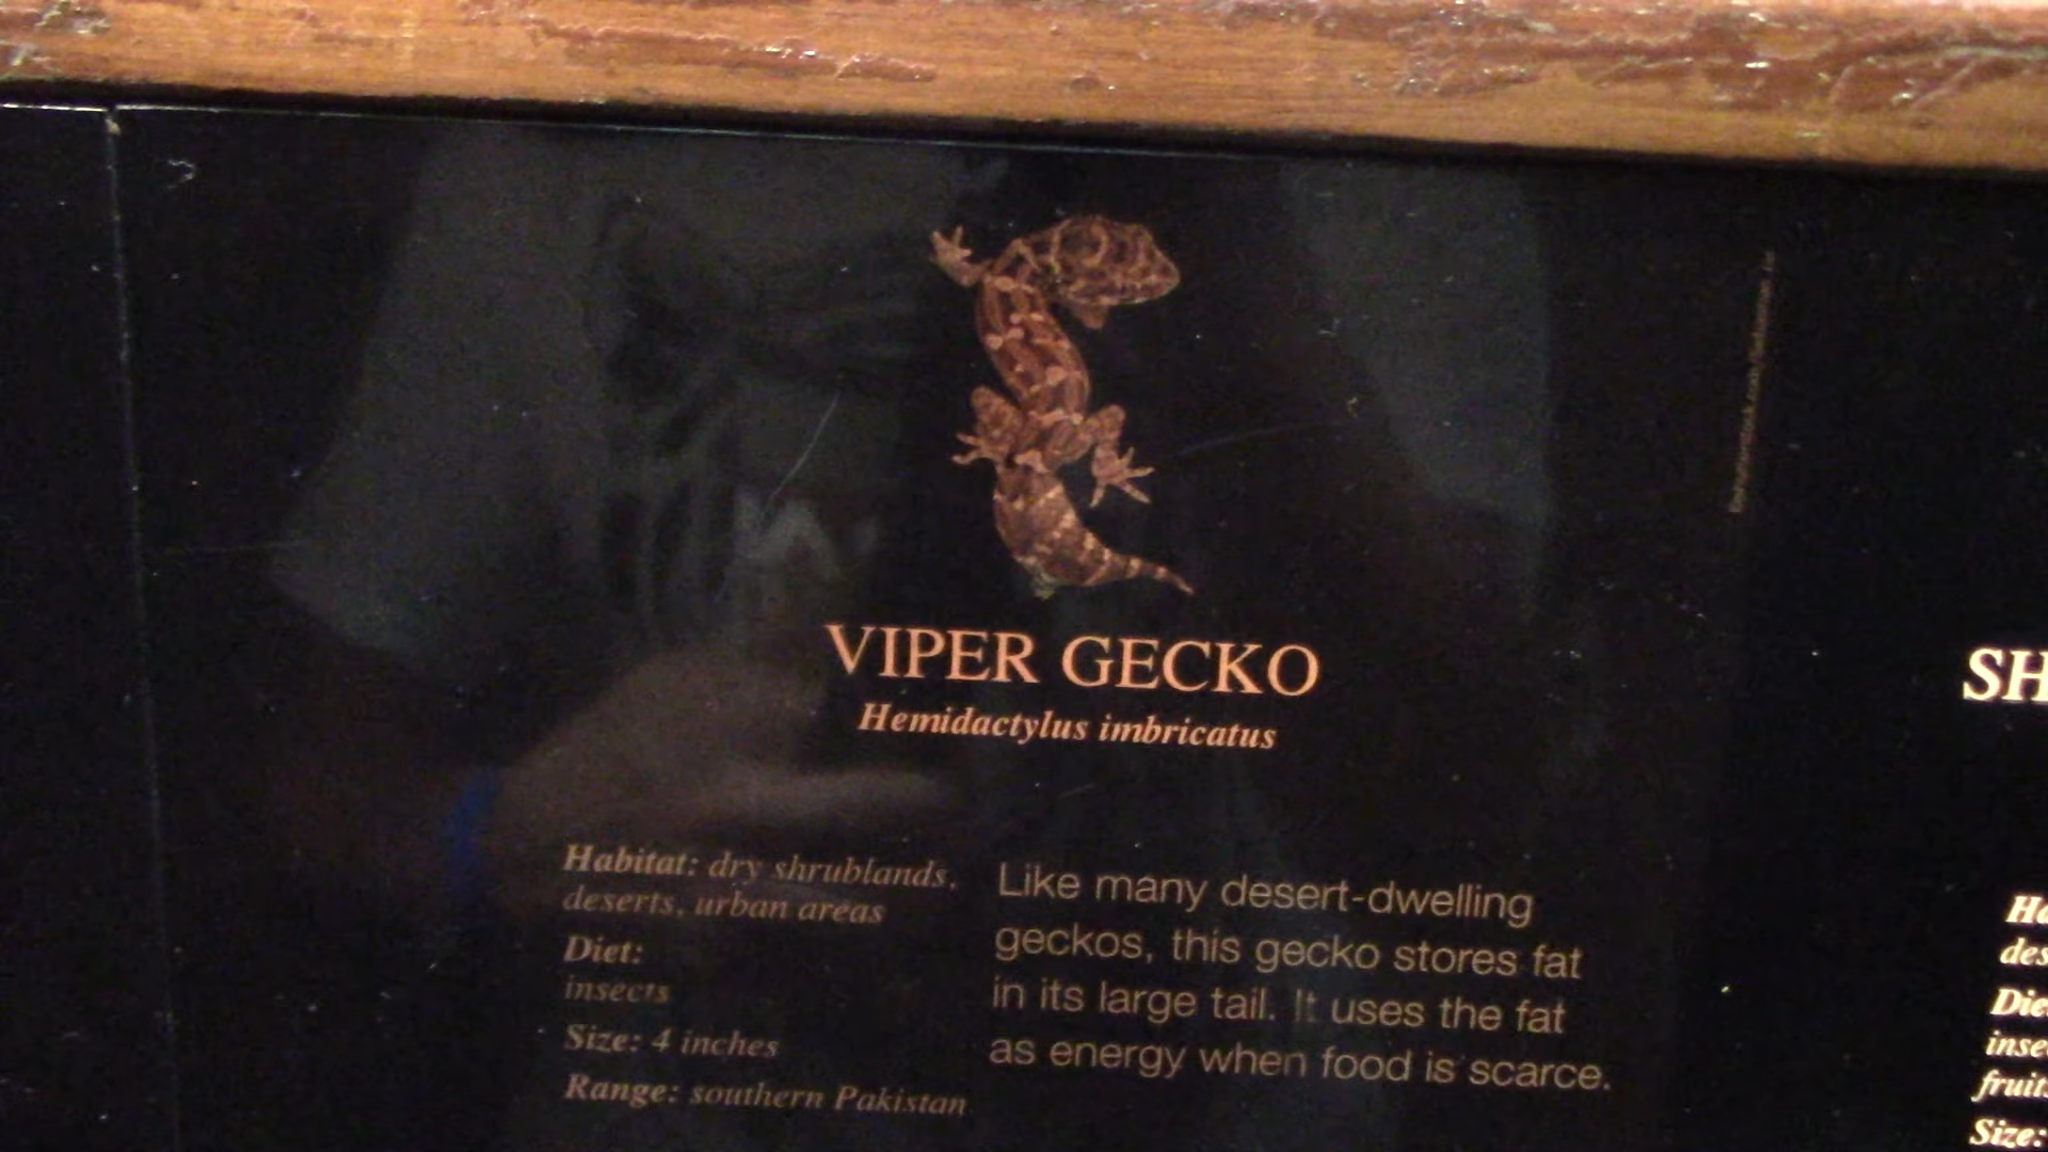 VIPER GECKO
Hemidactylus imbricatus
Habitat: dry shrublands,
deserts, urban areas
Diet:
insects
Size: 4 inches
Range: southern Pakistan
Like many desert-dwelling
geckos, this gecko stores fat
in its large tail. It uses the fat
as energy when food is scarce.
SH
Ha
des
Die
inse
fruits
Size: